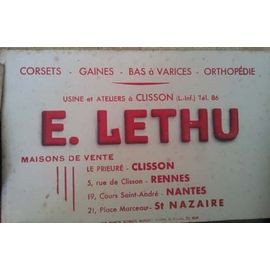 CORSETS - GAINES - BAS à VARICES - ORTHOPÉDIE
USINE et ATELIERS à CLISSON (L.-Inf.) Tél. 86
E. LETHU
MAISONS DE VENTE
LE PRIEURÉ - CLISSON
5, rue de Clisson - RENNES
19, Cours Saint-André - NANTES
21, Place Marceau - St NAZAIRE